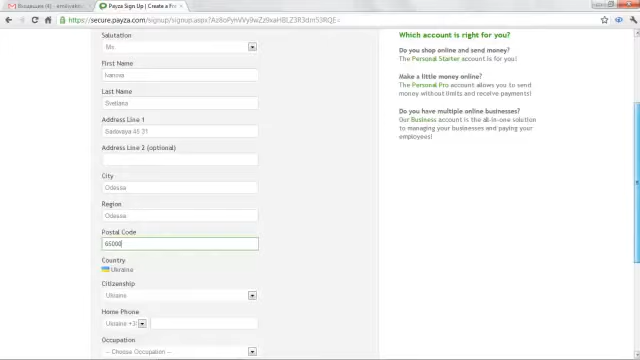 Payza Sign Up | Create a Fr
https://secure.payza.com
Salutation
Ms
First Name
Ivanova
Last Name
Svetlana
Address Line 1
Sadovaya 45 31
Address Line 2 (optional)
City
Odessa
Region
Odessa
Postal Code
65000
Country
Ukraine
Citizenship
Ukraine
Home Phone
Ukraine
Occupation
-- Choose Occupation --
Which account is right for you?
Do you shop online and send money?
The Personal Starter account is for you!
Make a little money online?
The Personal Pro account allows you to send
money without limits and receive payments!
Do you have multiple online businesses?
Our Business account is the all-in-one solution
to managing your businesses and paying your
employees!